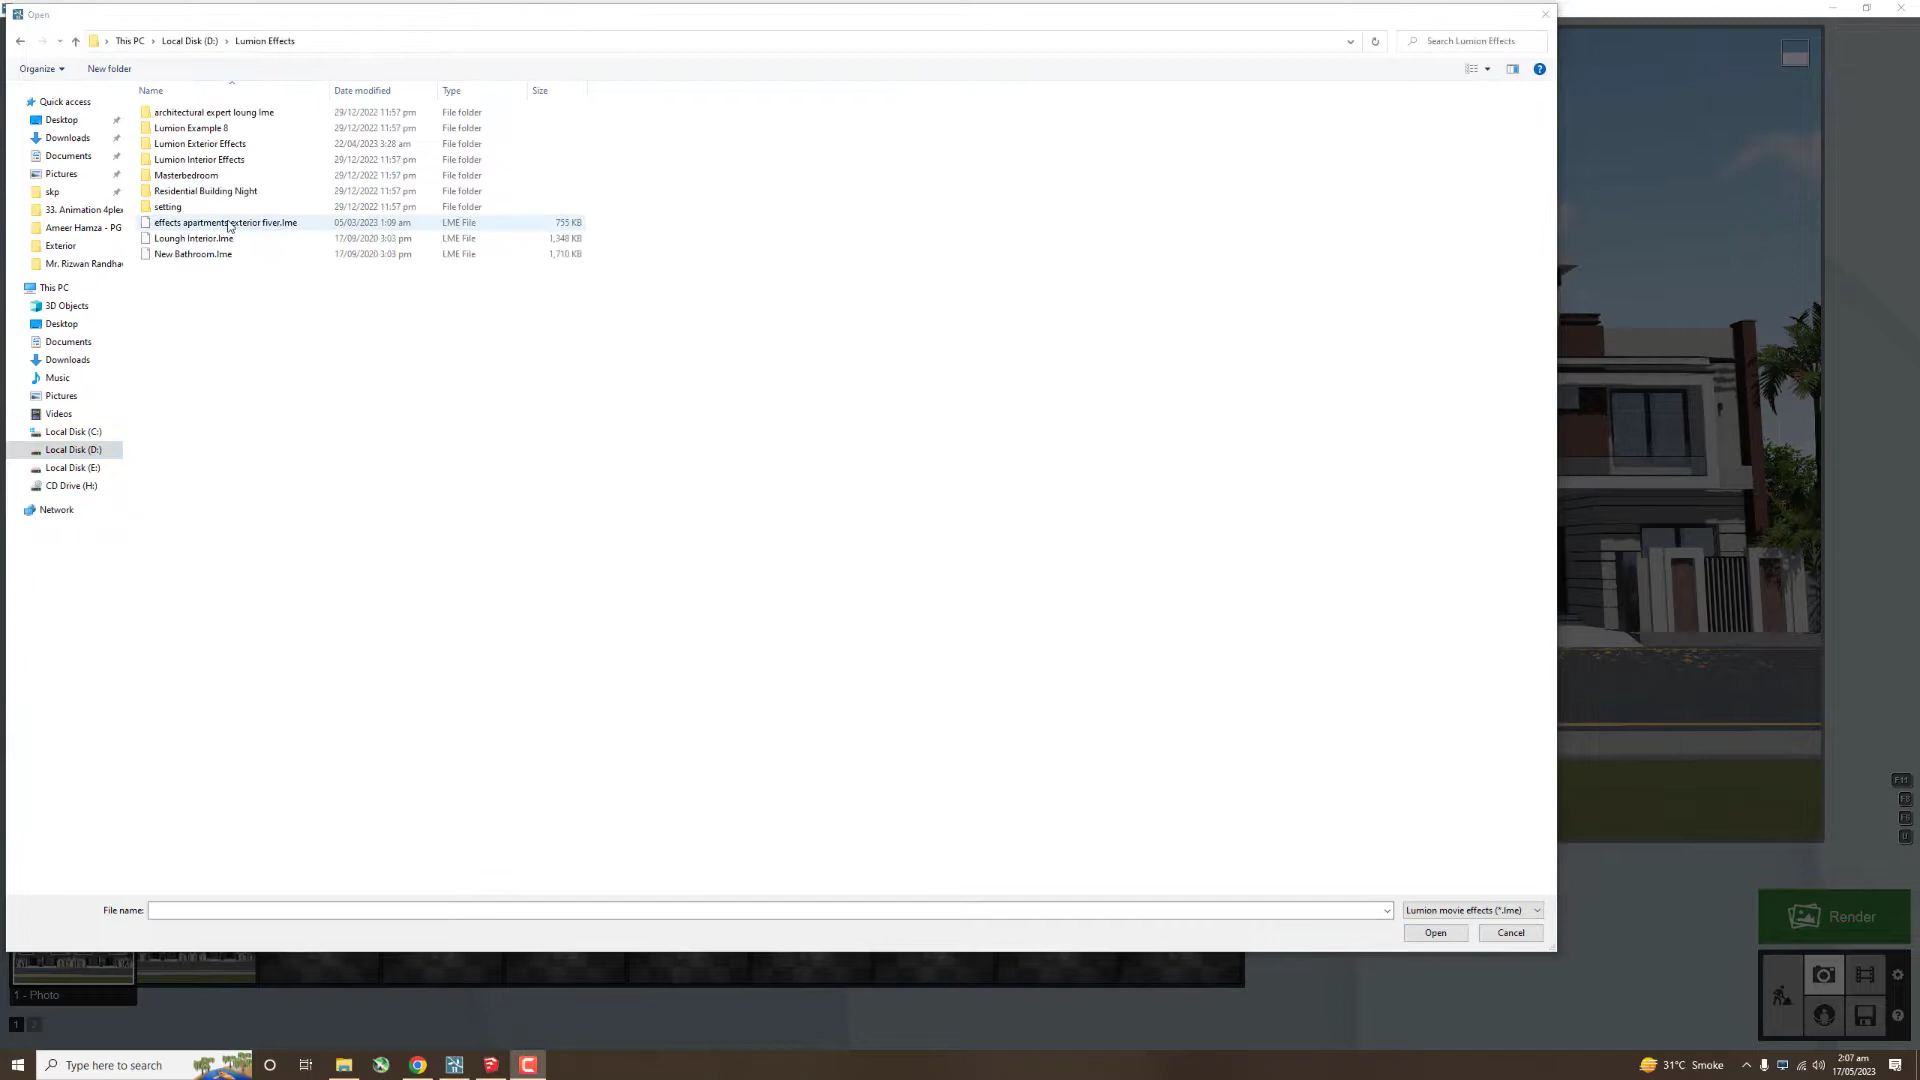 Open
This PC > Local Disk (D:) > Lumion Effects
Search Lumion Effects
Organize
New folder
Name Date modified Type Size
architectural expert loung lme 29/12/2022 11:57 pm File folder
Lumion Example 8 29/12/2022 11:57 pm File folder
Lumion Exterior Effects 22/04/2023 3:28 am File folder
Lumion Interior Effects 29/12/2022 11:57 pm File folder
Masterbedroom 29/12/2022 11:57 pm File folder
Residential Building Night 29/12/2022 11:57 pm File folder
setting 29/12/2022 11:57 pm File folder
effects apartments exterior fiver.lme 05/03/2023 1:09 am LME File 755 KB
Lough Interior.lme 17/09/2020 3:03 pm LME File 1,348 KB
New Bathroom.lme 17/09/2020 3:03 pm LME File 1,710 KB
Quick access
Desktop
Downloads
Documents
Pictures
skp
33. Animation 4plex
Ameer Hamza - PG
Exterior
Mr. Rizwan Randha
This PC
3D Objects
Desktop
Documents
Downloads
Music
Pictures
Videos
Local Disk (C:)
Local Disk (D:)
Local Disk (E:)
CD Drive (H:)
Network
File name:
Lumion movie effects (*.lme)
Open
Cancel
F11
F8
F6
U
Render
1 - Photo
1 2
Type here to search
31°C Smoke
2:07 am
17/05/2023